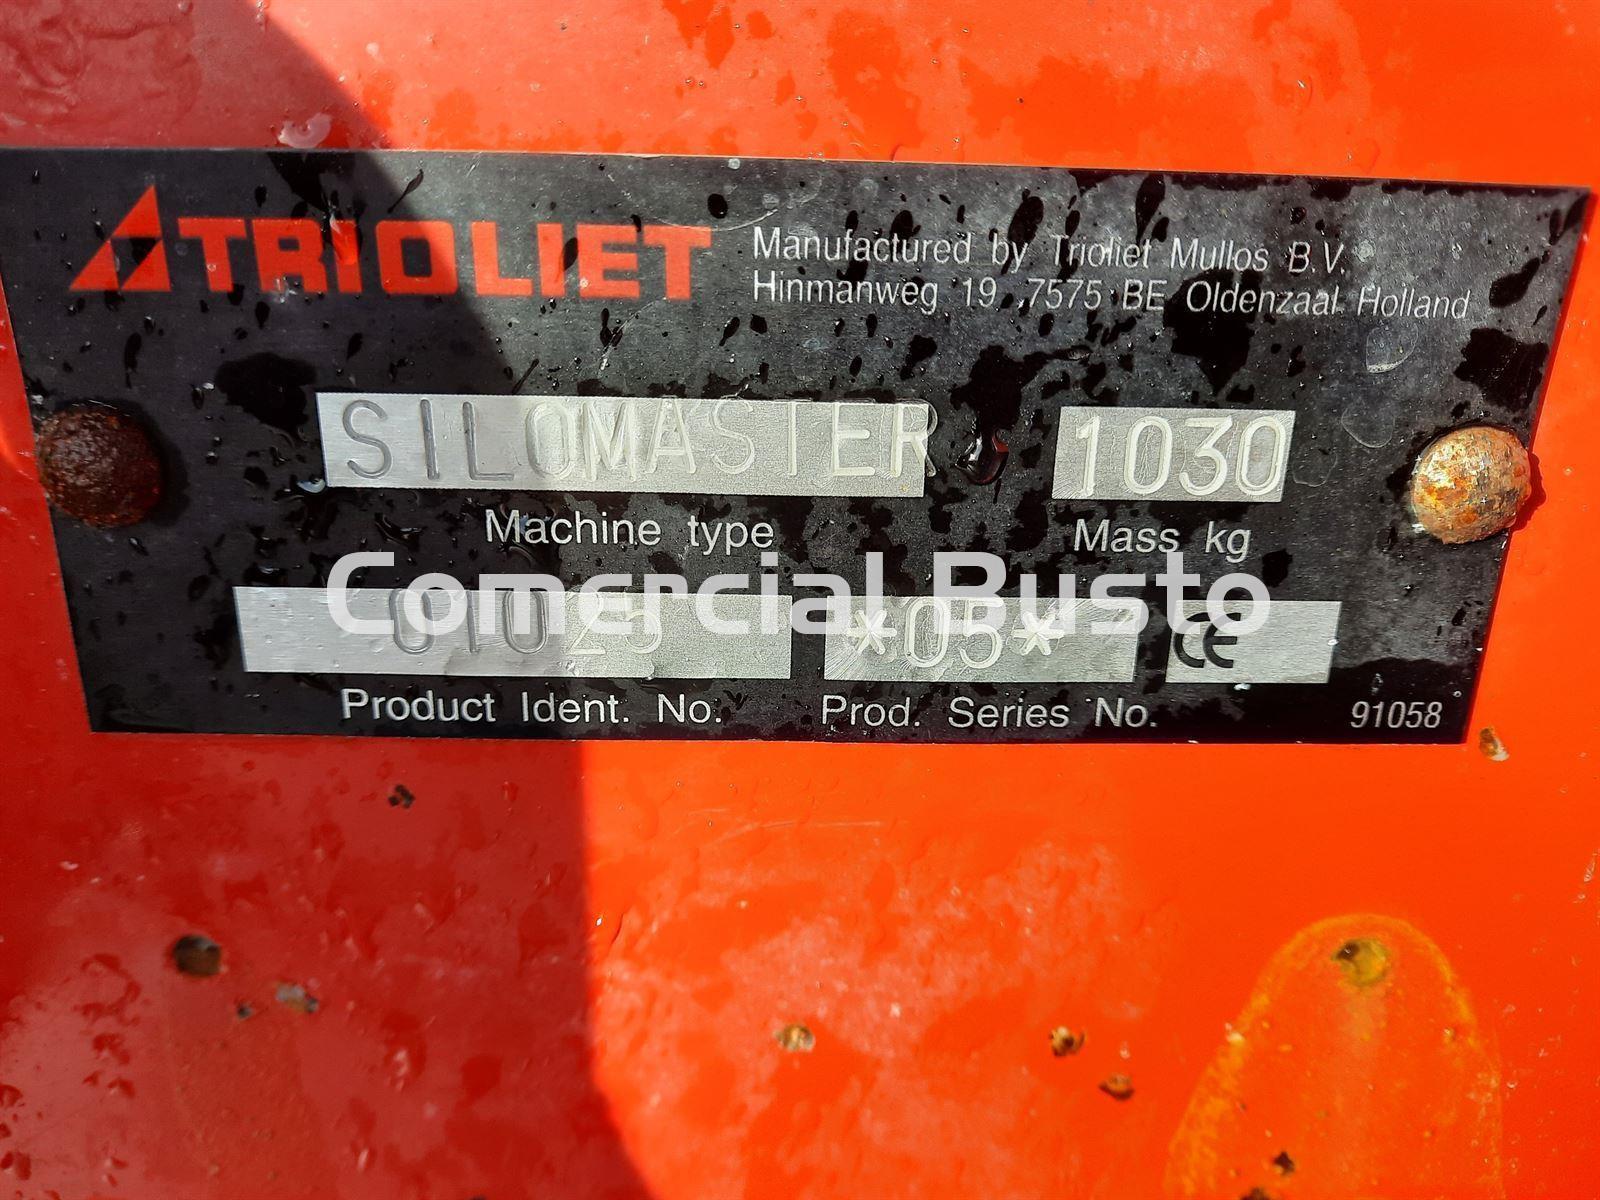 TRIOLIET
Manufactured by Trioliet Mullos B.V.
Hinmanweg 19, 7575 BE Oldenzaal Holland
SILOMASTER 1030
Machine type Mass kg
Comercial Busto
01025 *05* CE
Product Ident. No. Prod. Series No. 91058